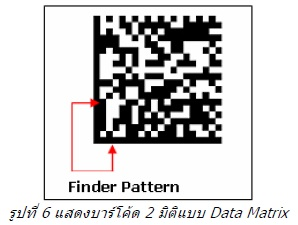 Finder Pattern
รูปที่ 6 แสดงบาร์โค้ด 2 มิติแบบ Data Matrix